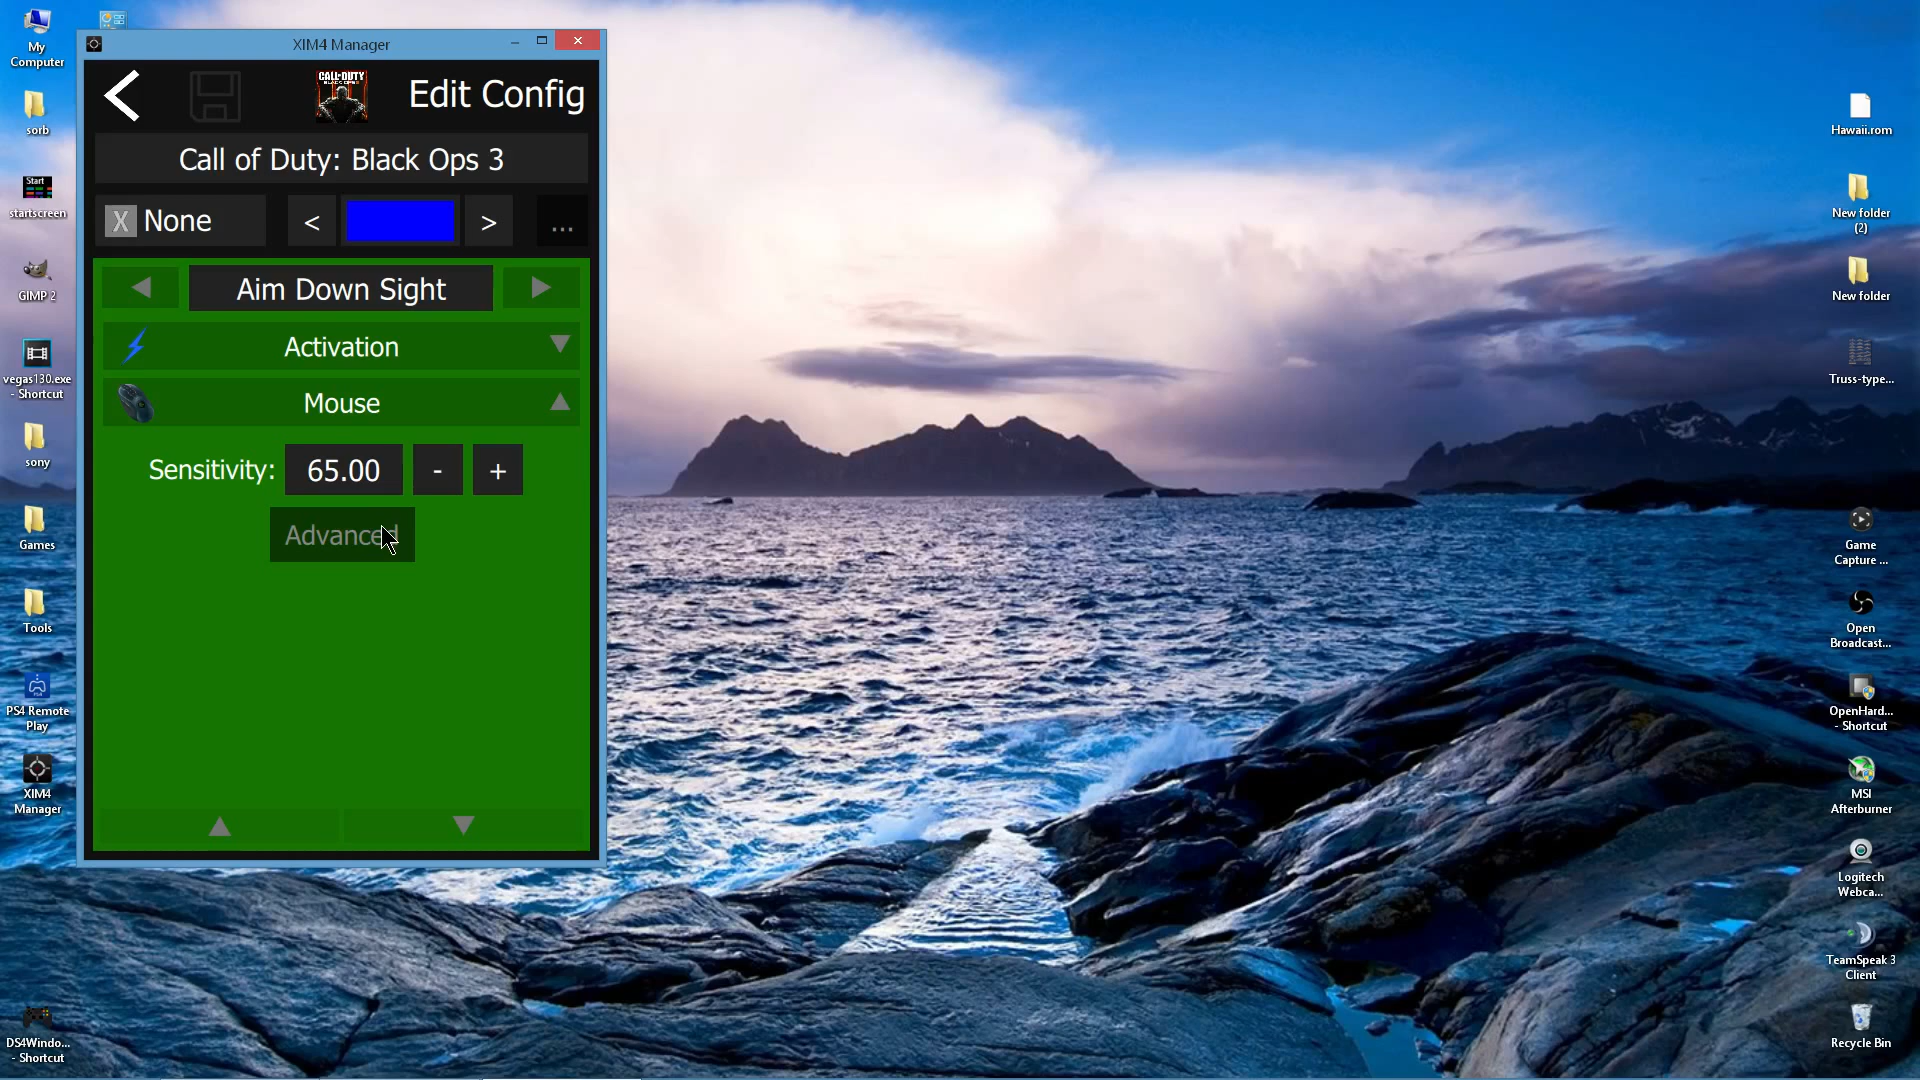 My
Computer
sorb
Start
startscreen
GIMP 2
vegas130.exe
- Shortcut
sony
Games
Tools
PS4 Remote
Play
XIM4
Manager
DS4Windo...
- Shortcut
XIM4 Manager
CALL·DUTY
Edit Config
Call of Duty: Black Ops 3
X None
<
>
...
Aim Down Sight
Activation
Mouse
Sensitivity: 65.00 - +
Advanced
Hawaii.rom
New folder
(2)
New folder
Truss-type...
Game
Capture ...
Open
Broadcast...
OpenHard...
- Shortcut
MSI
Afterburner
Logitech
Webca...
TeamSpeak 3
Client
Recycle Bin